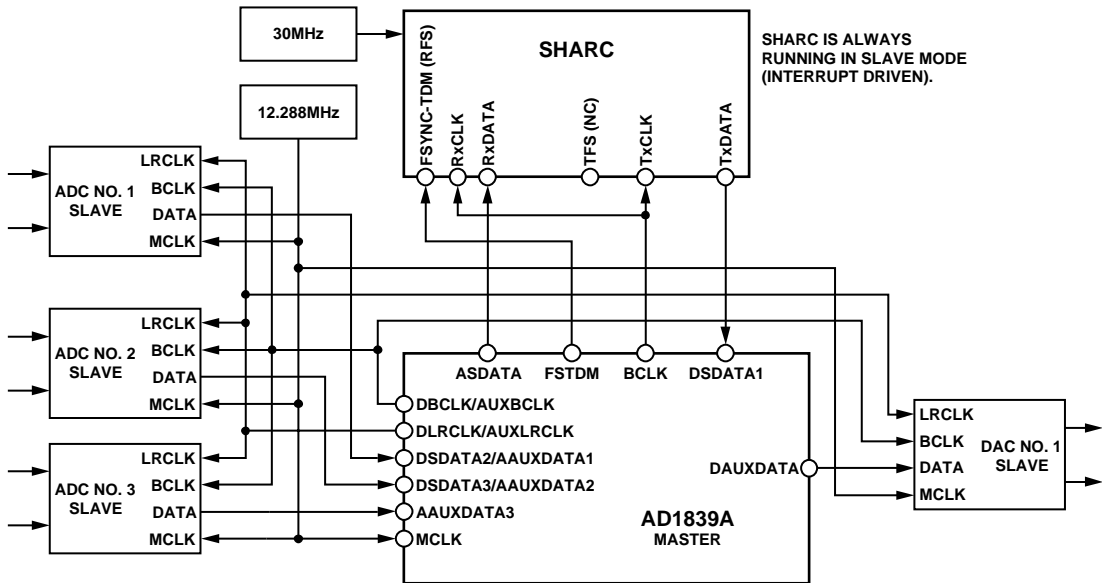 30MHz
12.288MHz
SHARC
SHARC IS ALWAYS
RUNNING IN SLAVE MODE
(INTERRUPT DRIVEN).
FSYNC-TDM (RFS)
RxCLK
RxDATA
TFS (NC)
TxCLK
TxDATA
ADC NO. 1
SLAVE
LRCLK
BCLK
DATA
MCLK
ADC NO. 2
SLAVE
LRCLK
BCLK
DATA
MCLK
ADC NO. 3
SLAVE
LRCLK
BCLK
DATA
MCLK
ASDATA
FSTDM
BCLK
DSDATA1
DBCLK/AUXBCLK
DLRCLK/AUXLRCLK
DSDATA2/AAUXDATA1
DSDATA3/AAUXDATA2
AAUXDATA3
MCLK
DAUXDATA
AD1839A
MASTER
LRCLK
BCLK
DATA
MCLK
DAC NO. 1
SLAVE